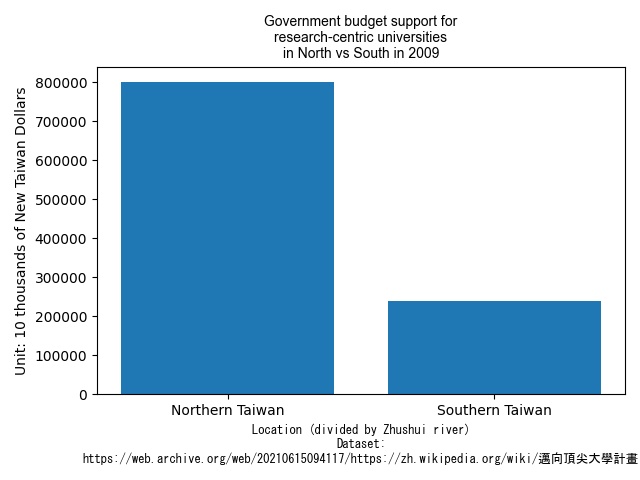 Government budget support for
research-centric universities
in North vs South in 2009
Unit: 10 thousands of New Taiwan Dollars
800000
700000
600000
500000
400000
300000
200000
100000
0
Northern Taiwan
Southern Taiwan
Location (divided by Zhushui river)
Dataset:
https://web.archive.org/web/20210615094117/https://zh.wikipedia.org/wiki/邁向頂尖大學計畫